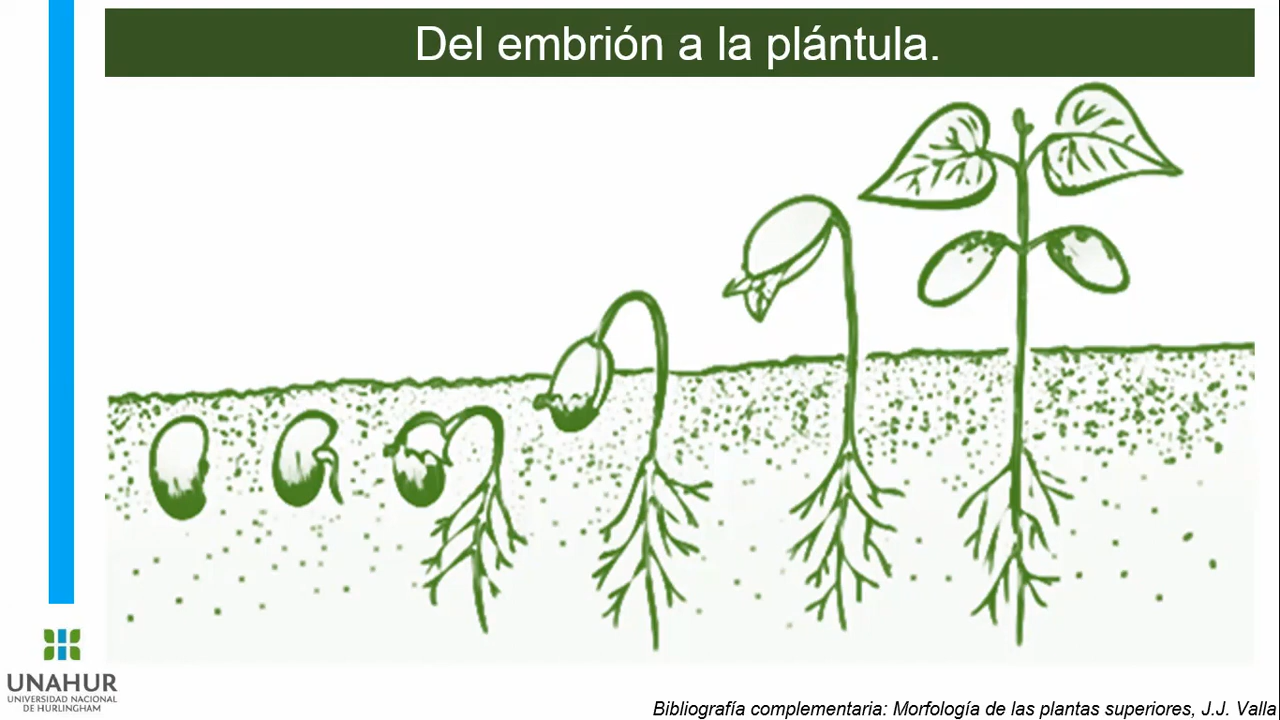 Del embrión a la plántula.
UNAHUR
UNIVERSIDAD NACIONAL
DE HURLINGHAM
Bibliografía complementaria: Morfología de las plantas superiores, J.J. Valla